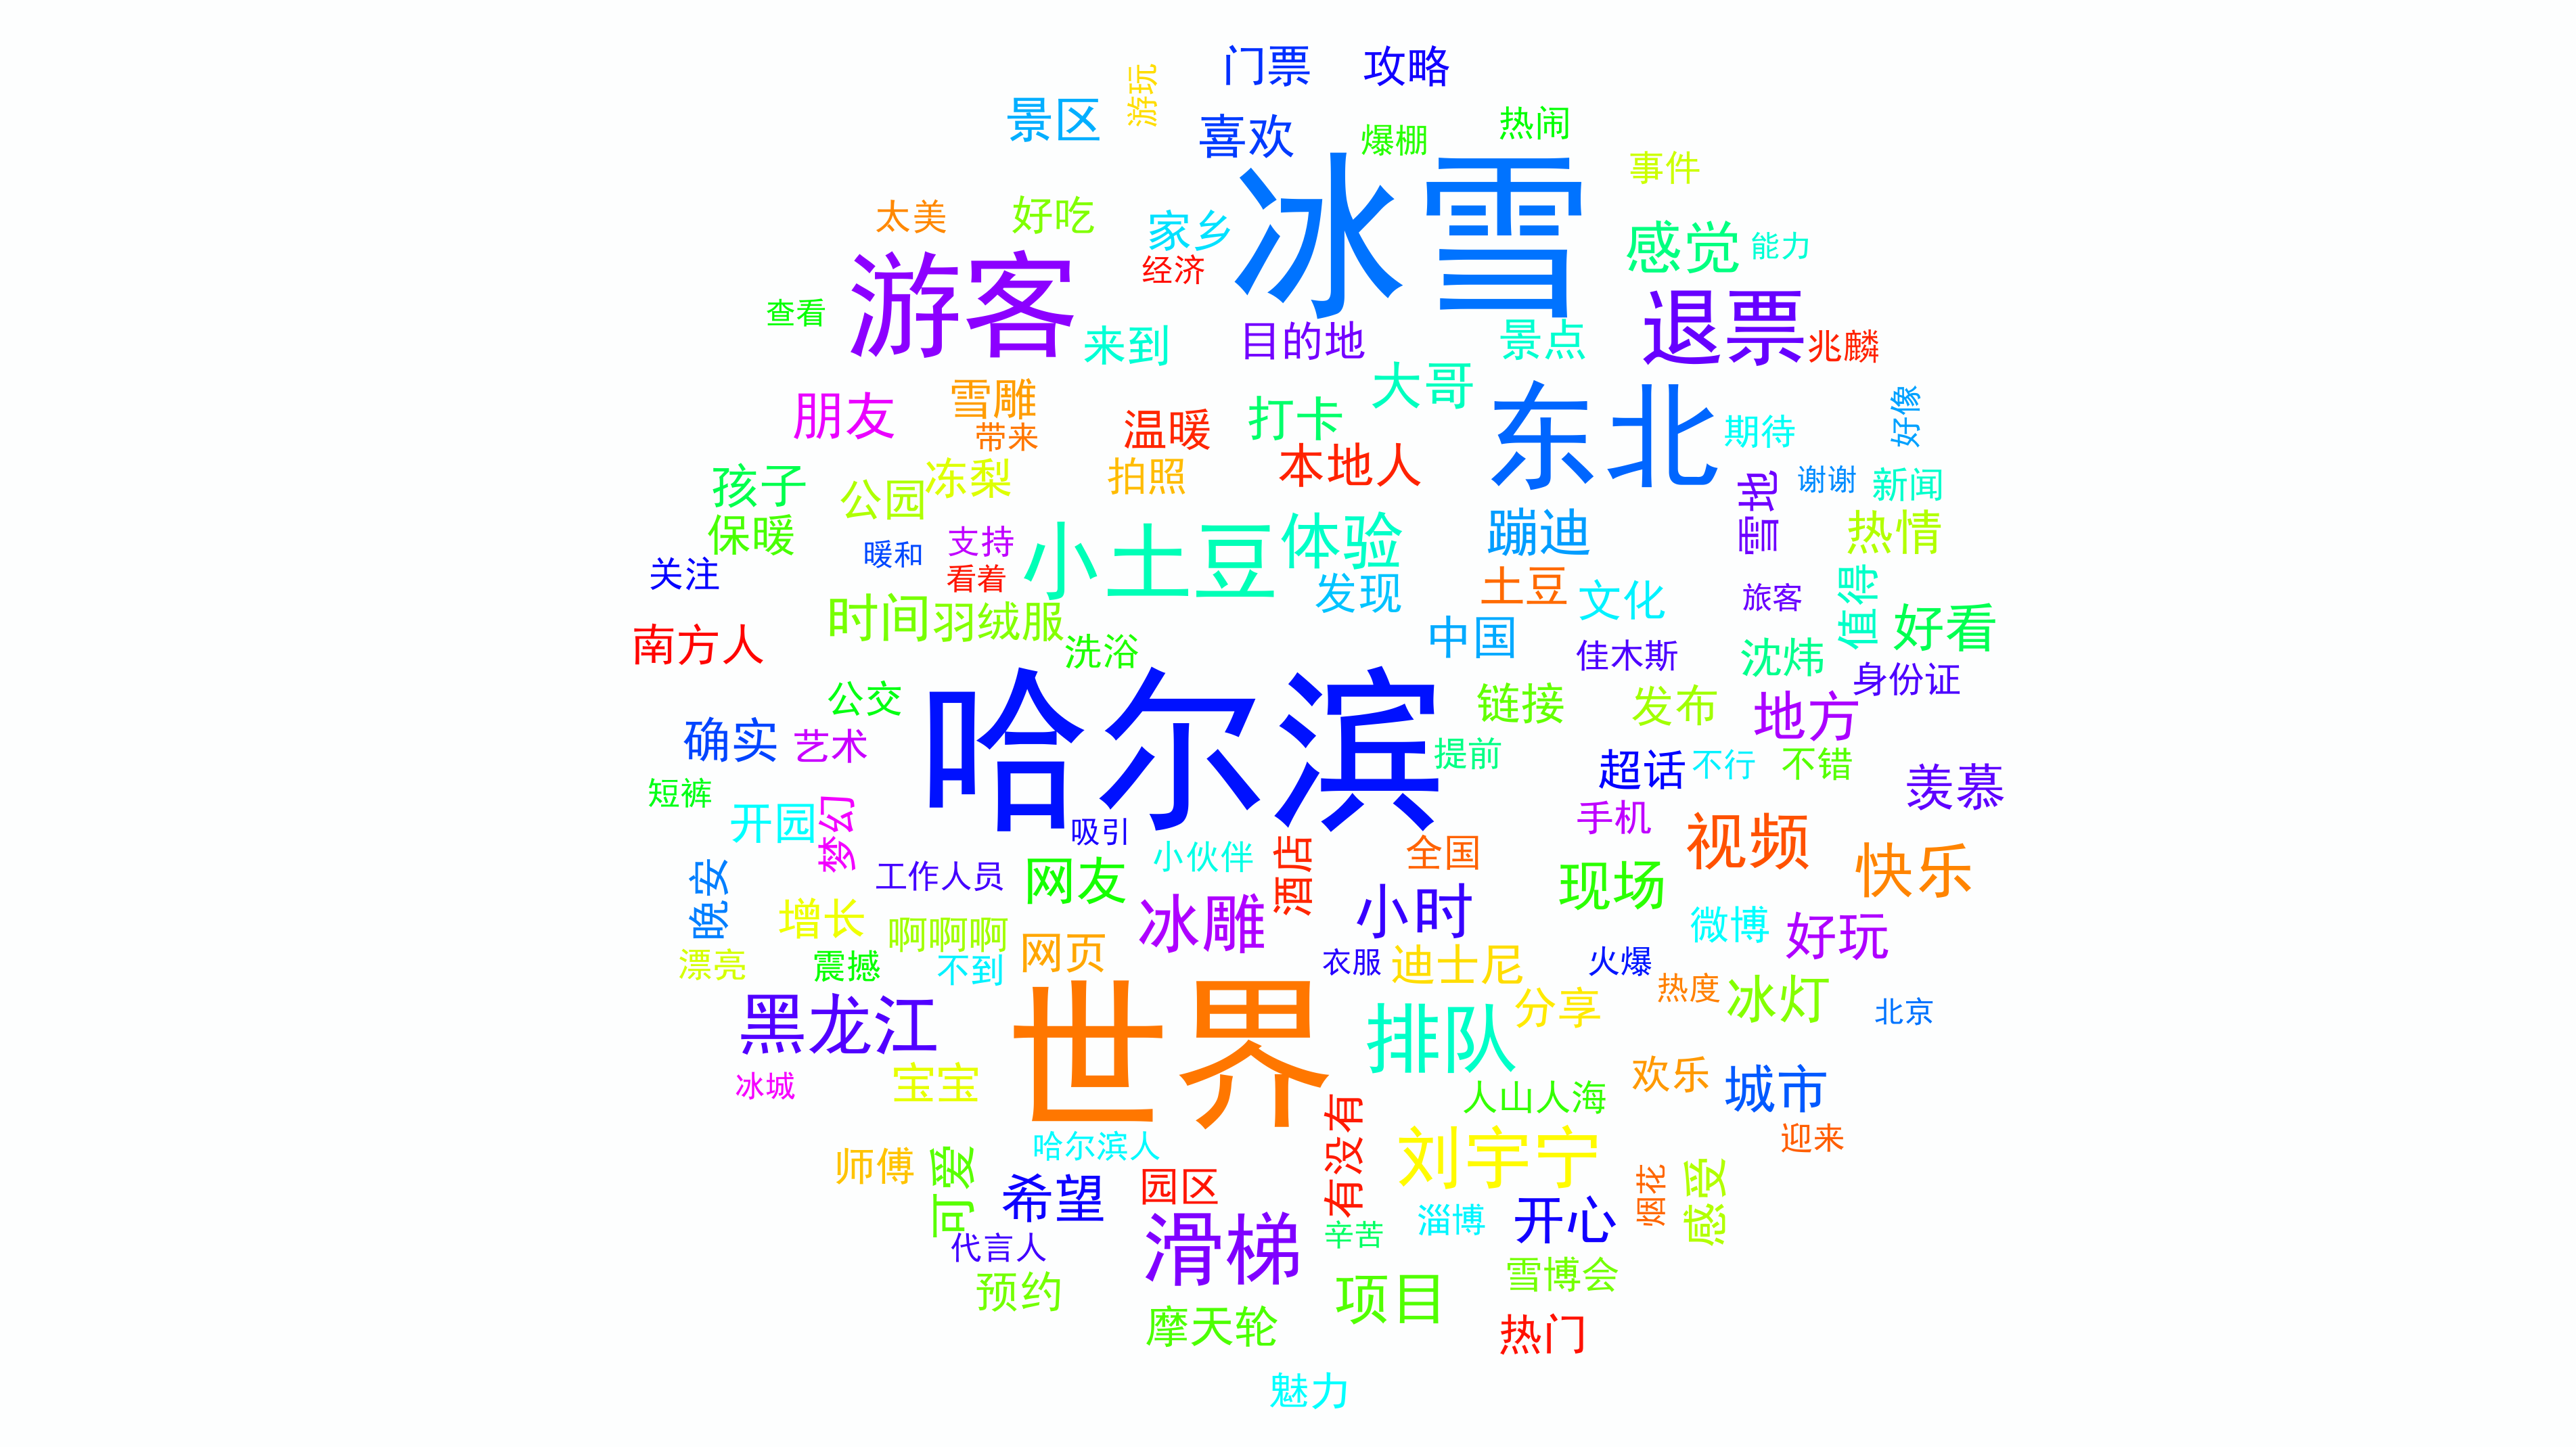 门票
攻略
游玩
景区
喜欢
爆棚
热闹
事件
冰雪
太美
好吃
家乡
感觉
能力
经济
游客
查看
来到
目的地
景点
退票
兆麟
大哥
朋友
雪雕
带来
温暖
打卡
东北
期待
好像
本地人
拍照
冻梨
孩子
公园
雪地
谢谢
新闻
保暖
暖和
支持
小土豆
体验
蹦迪
热情
关注
看着
发现
土豆
文化
旅客
值得
时间
羽绒服
洗浴
中国
佳木斯
沈炜
好看
南方人
身份证
公交
哈尔滨
链接
发布
地方
确实
艺术
提前
超话
不行
不错
羡慕
短裤
开园
梦幻
吸引
手机
视频
工作人员
网友
小伙伴
酒店
全国
快乐
晚安
现场
增长
啊啊啊
冰雕
小时
微博
好玩
漂亮
震撼
不到
网页
衣服
迪士尼
火爆
热度
冰灯
北京
黑龙江
世界
分享
排队
冰城
宝宝
人山人海
欢乐
城市
哈尔滨人
有没有
刘宇宁
迎来
师傅
可爱
希望
园区
烟花
感受
淄博
开心
辛苦
代言人
滑梯
预约
雪博会
项目
摩天轮
热门
魅力